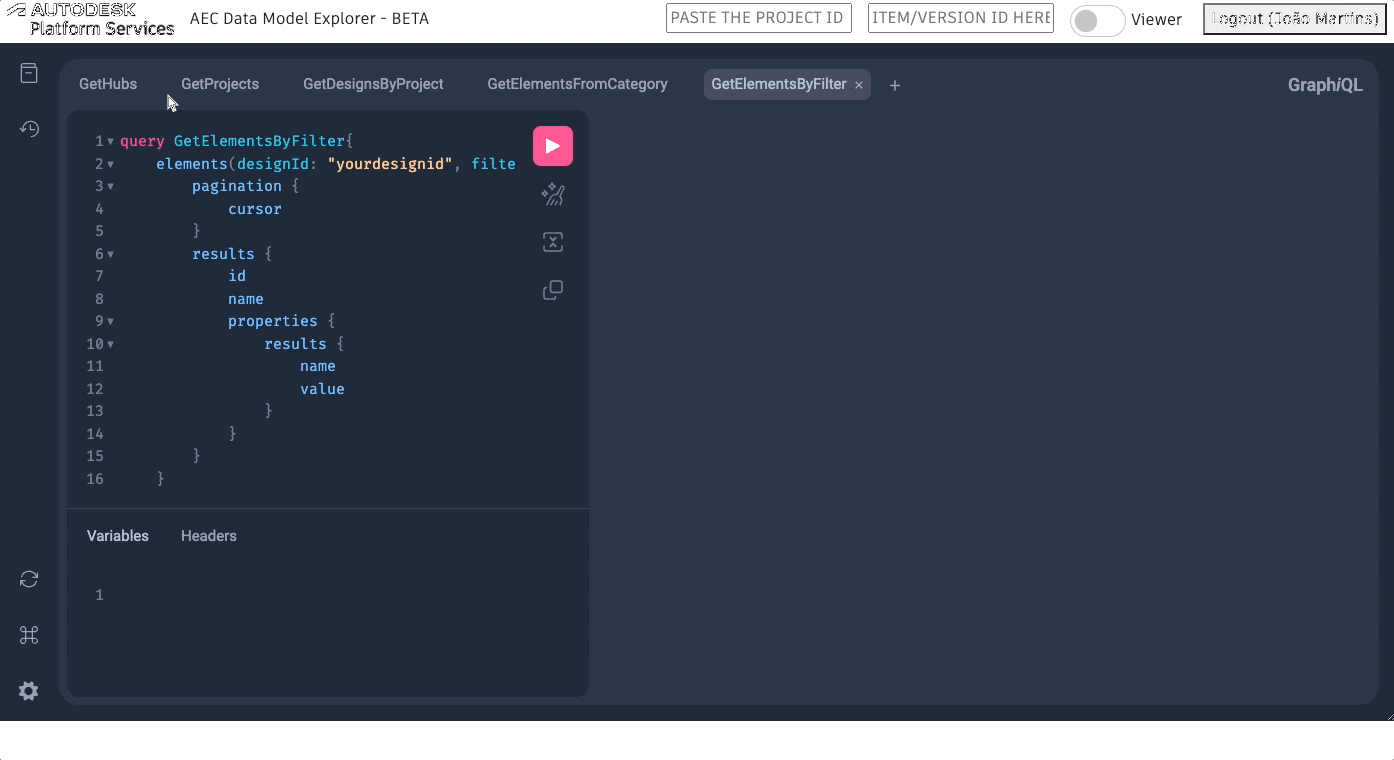 AUTODESK
Platform Services
AEC Data Model Explorer - BETA
PASTE THE PROJECT ID
ITEM/VERSION ID HERE
Viewer
Logout (João Martins)
GetHubs
GetProjects
GetDesignsByProject
GetElementsFromCategory
GetElementsByFilter ×
+
GraphiQL
1 query GetElementsByFilter{
2 elements(designId: "yourdesignid", filte
3 pagination {
4 cursor
5 }
6 results {
7 id
8 name
9 properties {
10 results {
11 name
12 value
13 }
14 }
15 }
16 }
Variables
Headers
1